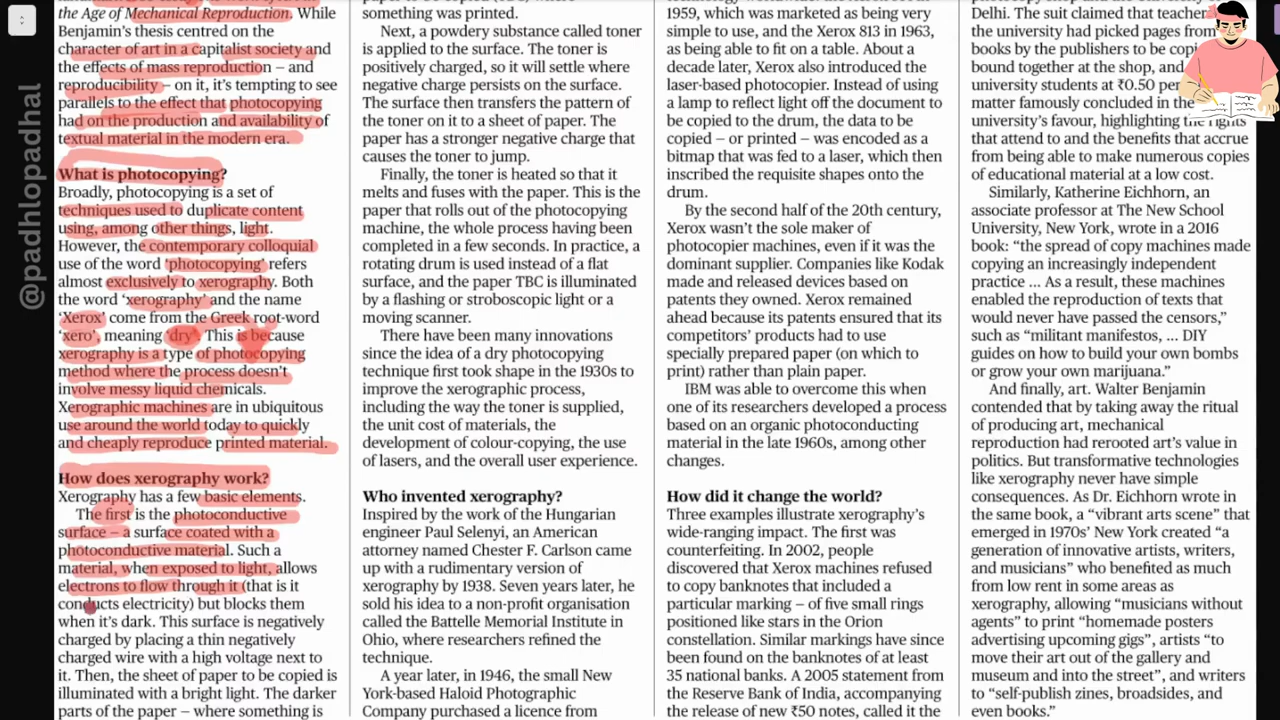 @padhlopadhal
the Age of Mechanical Reproduction. While
Benjamin's thesis centred on the
character of art in a capitalist society and
the effects of mass reproduction – and
reproducibility – on it, it's tempting to see
parallels to the effect that photocopying
had on the production and availability of
textual material in the modern era.
What is photocopying?
Broadly, photocopying is a set of
techniques used to duplicate content
using, among other things, light.
However, the contemporary colloquial
use of the word 'photocopying' refers
almost exclusively to xerography. Both
the word 'xerography' and the name
'Xerox' come from the Greek root-word
'xero', meaning 'dry'. This is because
xerography is a type of photocopying
method where the process doesn't
involve messy liquid chemicals.
Xerographic machines are in ubiquitous
use around the world today to quickly
and cheaply reproduce printed material.
How does xerography work?
Xerography has a few basic elements.
The first is the photoconductive
surface – a surface coated with a
photoconductive material. Such a
material, when exposed to light, allows
electrons to flow through it (that is it
conducts electricity) but blocks them
when it's dark. This surface is negatively
charged by placing a thin negatively
charged wire with a high voltage next to
it. Then, the sheet of paper to be copied is
illuminated with a bright light. The darker
parts of the paper – where something is
something was printed.
Next, a powdery substance called toner
is applied to the surface. The toner is
positively charged, so it will settle where
negative charge persists on the surface.
The surface then transfers the pattern of
the toner on it to a sheet of paper. The
paper has a stronger negative charge that
causes the toner to jump.
Finally, the toner is heated so that it
melts and fuses with the paper. This is the
paper that rolls out of the photocopying
machine, the whole process having been
completed in a few seconds. In practice, a
rotating drum is used instead of a flat
surface, and the paper TBC is illuminated
by a flashing or stroboscopic light or a
moving scanner.
There have been many innovations
since the idea of a dry photocopying
technique first took shape in the 1930s to
improve the xerographic process,
including the way the toner is supplied,
the unit cost of materials, the
development of colour-copying, the use
of lasers, and the overall user experience.
Who invented xerography?
Inspired by the work of the Hungarian
engineer Paul Selenyi, an American
attorney named Chester F. Carlson came
up with a rudimentary version of
xerography by 1938. Seven years later, he
sold his idea to a non-profit organisation
called the Battelle Memorial Institute in
Ohio, where researchers refined the
technique.
A year later, in 1946, the small New
York-based Haloid Photographic
Company purchased a licence from
1959, which was marketed as being very
simple to use, and the Xerox 813 in 1963,
as being able to fit on a table. About a
decade later, Xerox also introduced the
laser-based photocopier. Instead of using
a lamp to reflect light off the document to
be copied to the drum, the data to be
copied – or printed – was encoded as a
bitmap that was fed to a laser, which then
inscribed the requisite shapes onto the
drum.
By the second half of the 20th century,
Xerox wasn't the sole maker of
photocopier machines, even if it was the
dominant supplier. Companies like Kodak
made and released devices based on
patents they owned. Xerox remained
ahead because its patents ensured that its
competitors' products had to use
specially prepared paper (on which to
print) rather than plain paper.
IBM was able to overcome this when
one of its researchers developed a process
based on an organic photoconducting
material in the late 1960s, among other
changes.
How did it change the world?
Three examples illustrate xerography's
wide-ranging impact. The first was
counterfeiting. In 2002, people
discovered that Xerox machines refused
to copy banknotes that included a
particular marking – of five small rings
positioned like stars in the Orion
constellation. Similar markings have since
been found on the banknotes of at least
35 national banks. A 2005 statement from
the Reserve Bank of India, accompanying
the release of new ₹50 notes, called it the
Delhi. The suit claimed that teacher
the university had picked pages from
books by the publishers to be copi
bound together at the shop, and
university students at ₹0.50 per
matter famously concluded in the
university's favour, highlighting the rights
that attend to and the benefits that accrue
from being able to make numerous copies
of educational material at a low cost.
Similarly, Katherine Eichhorn, an
associate professor at The New School
University, New York, wrote in a 2016
book: "the spread of copy machines made
copying an increasingly independent
practice ... As a result, these machines
enabled the reproduction of texts that
would never have passed the censors,"
such as "militant manifestos, ... DIY
guides on how to build your own bombs
or grow your own marijuana."
And finally, art. Walter Benjamin
contended that by taking away the ritual
of producing art, mechanical
reproduction had rerooted art's value in
politics. But transformative technologies
like xerography never have simple
consequences. As Dr. Eichhorn wrote in
the same book, a "vibrant arts scene" that
emerged in 1970s' New York created "a
generation of innovative artists, writers,
and musicians" who benefited as much
from low rent in some areas as
xerography, allowing "musicians without
agents" to print "homemade posters
advertising upcoming gigs", artists "to
move their art out of the gallery and
museum and into the street", and writers
to "self-publish zines, broadsides, and
even books."